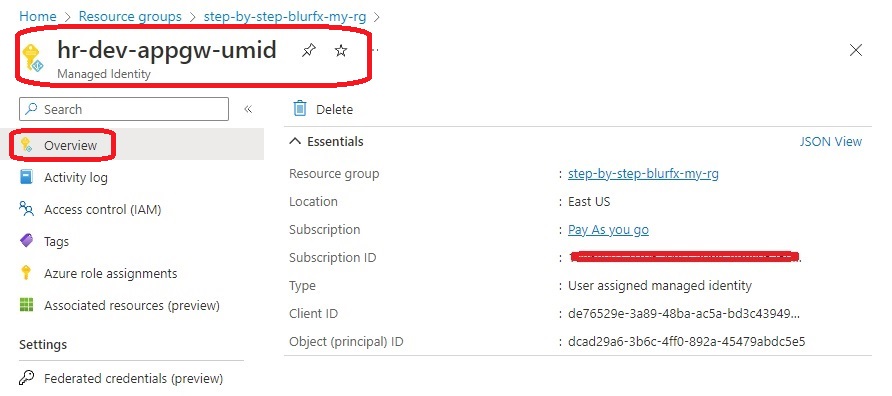 Home > Resource groups > step-by-step-blurfx-my-rg >
hr-dev-appgw-umid
Managed Identity
Search
Overview
Activity log
Access control (IAM)
Tags
Azure role assignments
Associated resources (preview)
Settings
Federated credentials (preview)
Delete
Essentials
JSON View
Resource group : step-by-step-blurfx-my-rg
Location : East US
Subscription : Pay As you go
Subscription ID :
Type : User assigned managed identity
Client ID : de76529e-3a89-48ba-ac5a-bd3c43949...
Object (principal) ID : dcad29a6-3b6c-4ff0-892a-45479abdc5e5